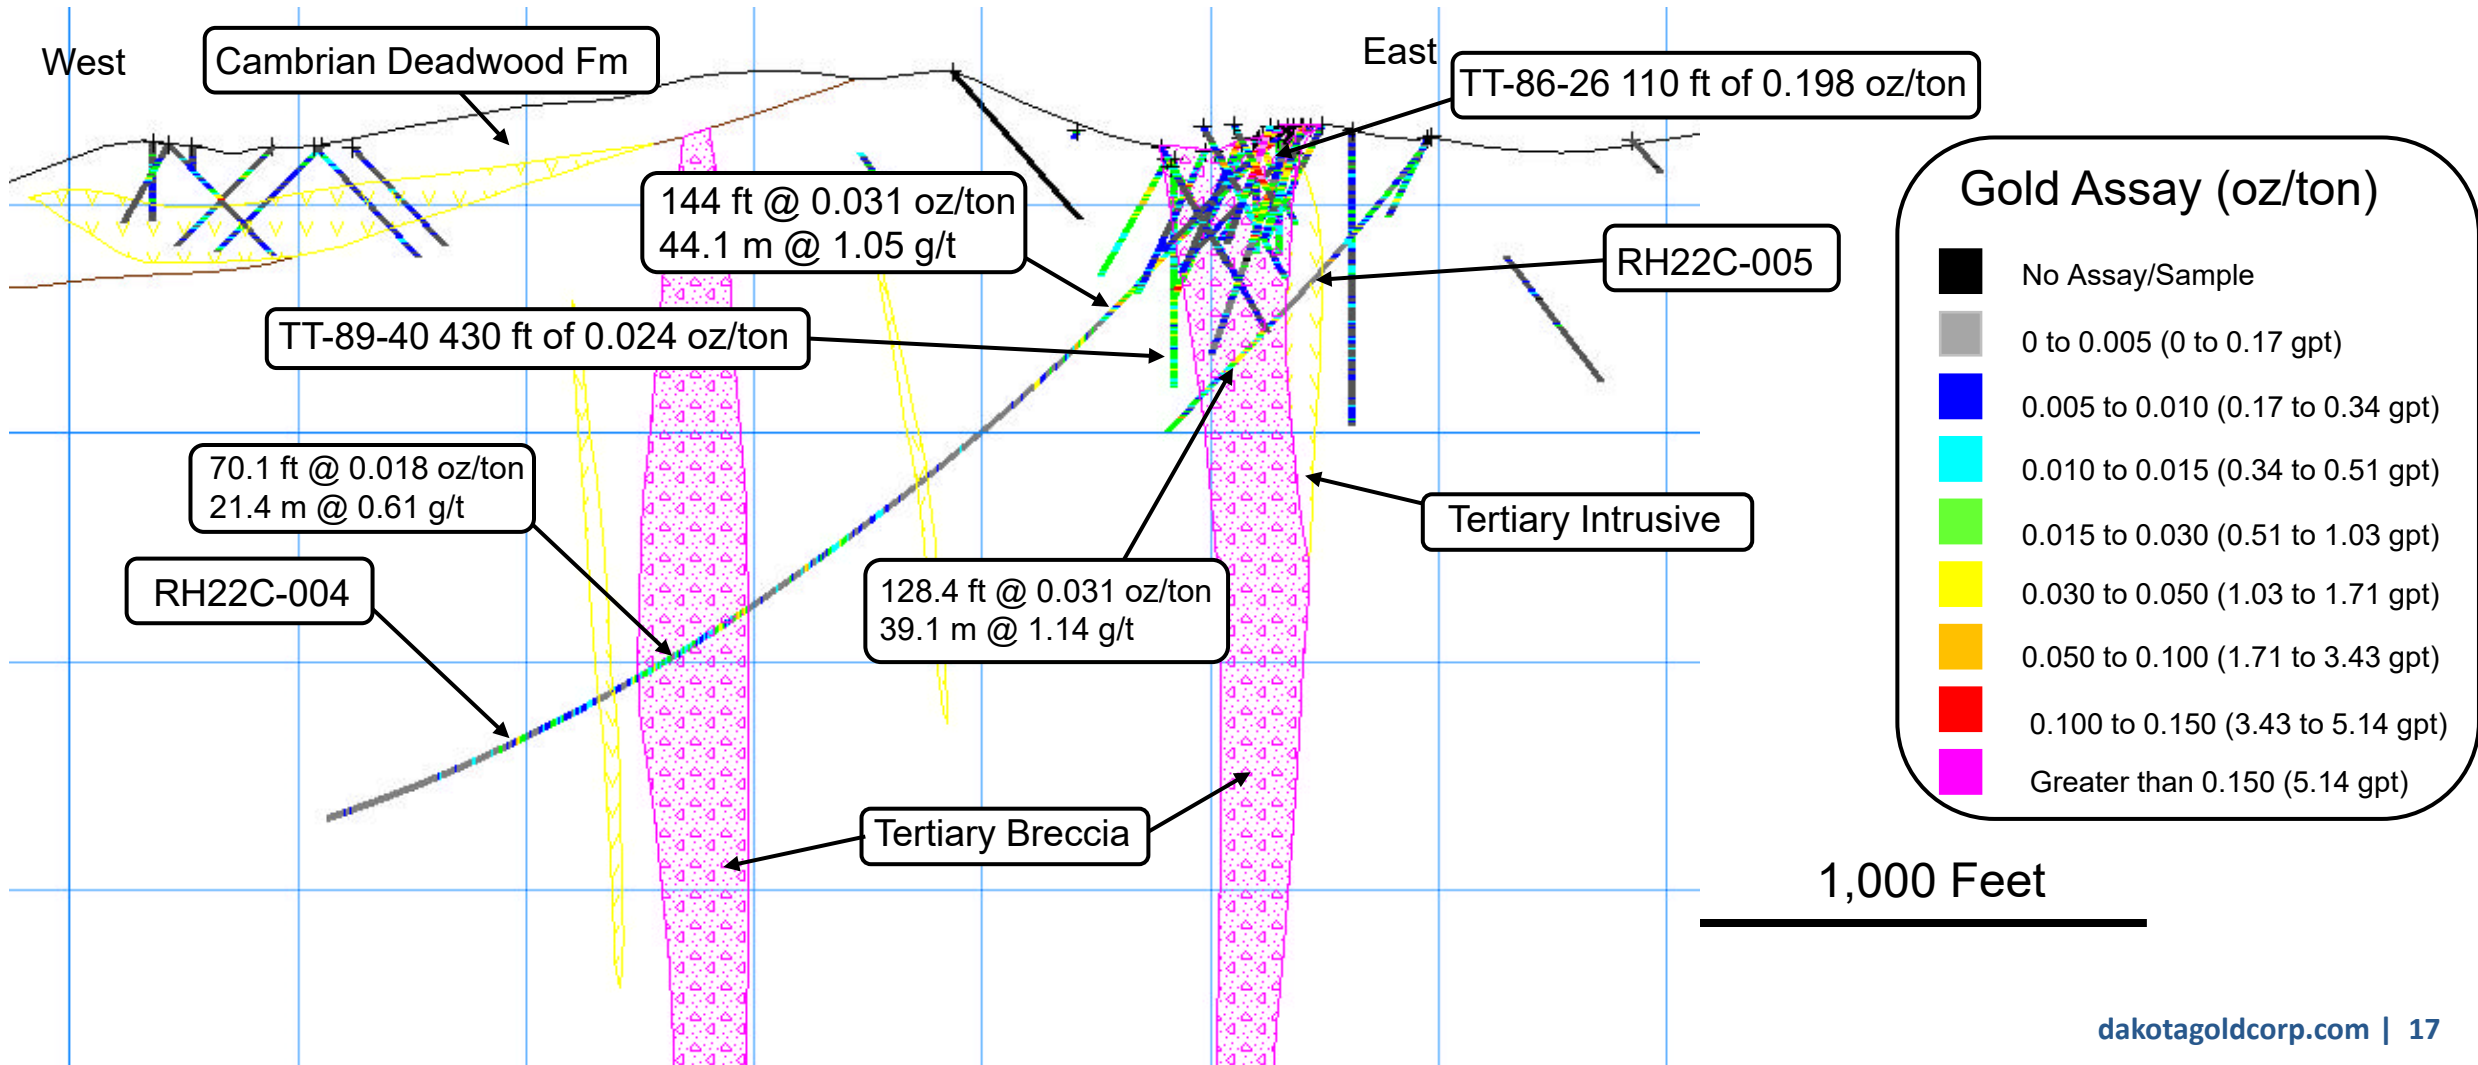 West
Cambrian Deadwood Fm
East
TT-86-26 110 ft of 0.198 oz/ton
144 ft @ 0.031 oz/ton
44.1 m @ 1.05 g/t
RH22C-005
TT-89-40 430 ft of 0.024 oz/ton
70.1 ft @ 0.018 oz/ton
21.4 m @ 0.61 g/t
RH22C-004
128.4 ft @ 0.031 oz/ton
39.1 m @ 1.14 g/t
Tertiary Intrusive
Tertiary Breccia
Gold Assay (oz/ton)
No Assay/Sample
0 to 0.005 (0 to 0.17 gpt)
0.005 to 0.010 (0.17 to 0.34 gpt)
0.010 to 0.015 (0.34 to 0.51 gpt)
0.015 to 0.030 (0.51 to 1.03 gpt)
0.030 to 0.050 (1.03 to 1.71 gpt)
0.050 to 0.100 (1.71 to 3.43 gpt)
0.100 to 0.150 (3.43 to 5.14 gpt)
Greater than 0.150 (5.14 gpt)
1,000 Feet
dakotagoldcorp.com | 17